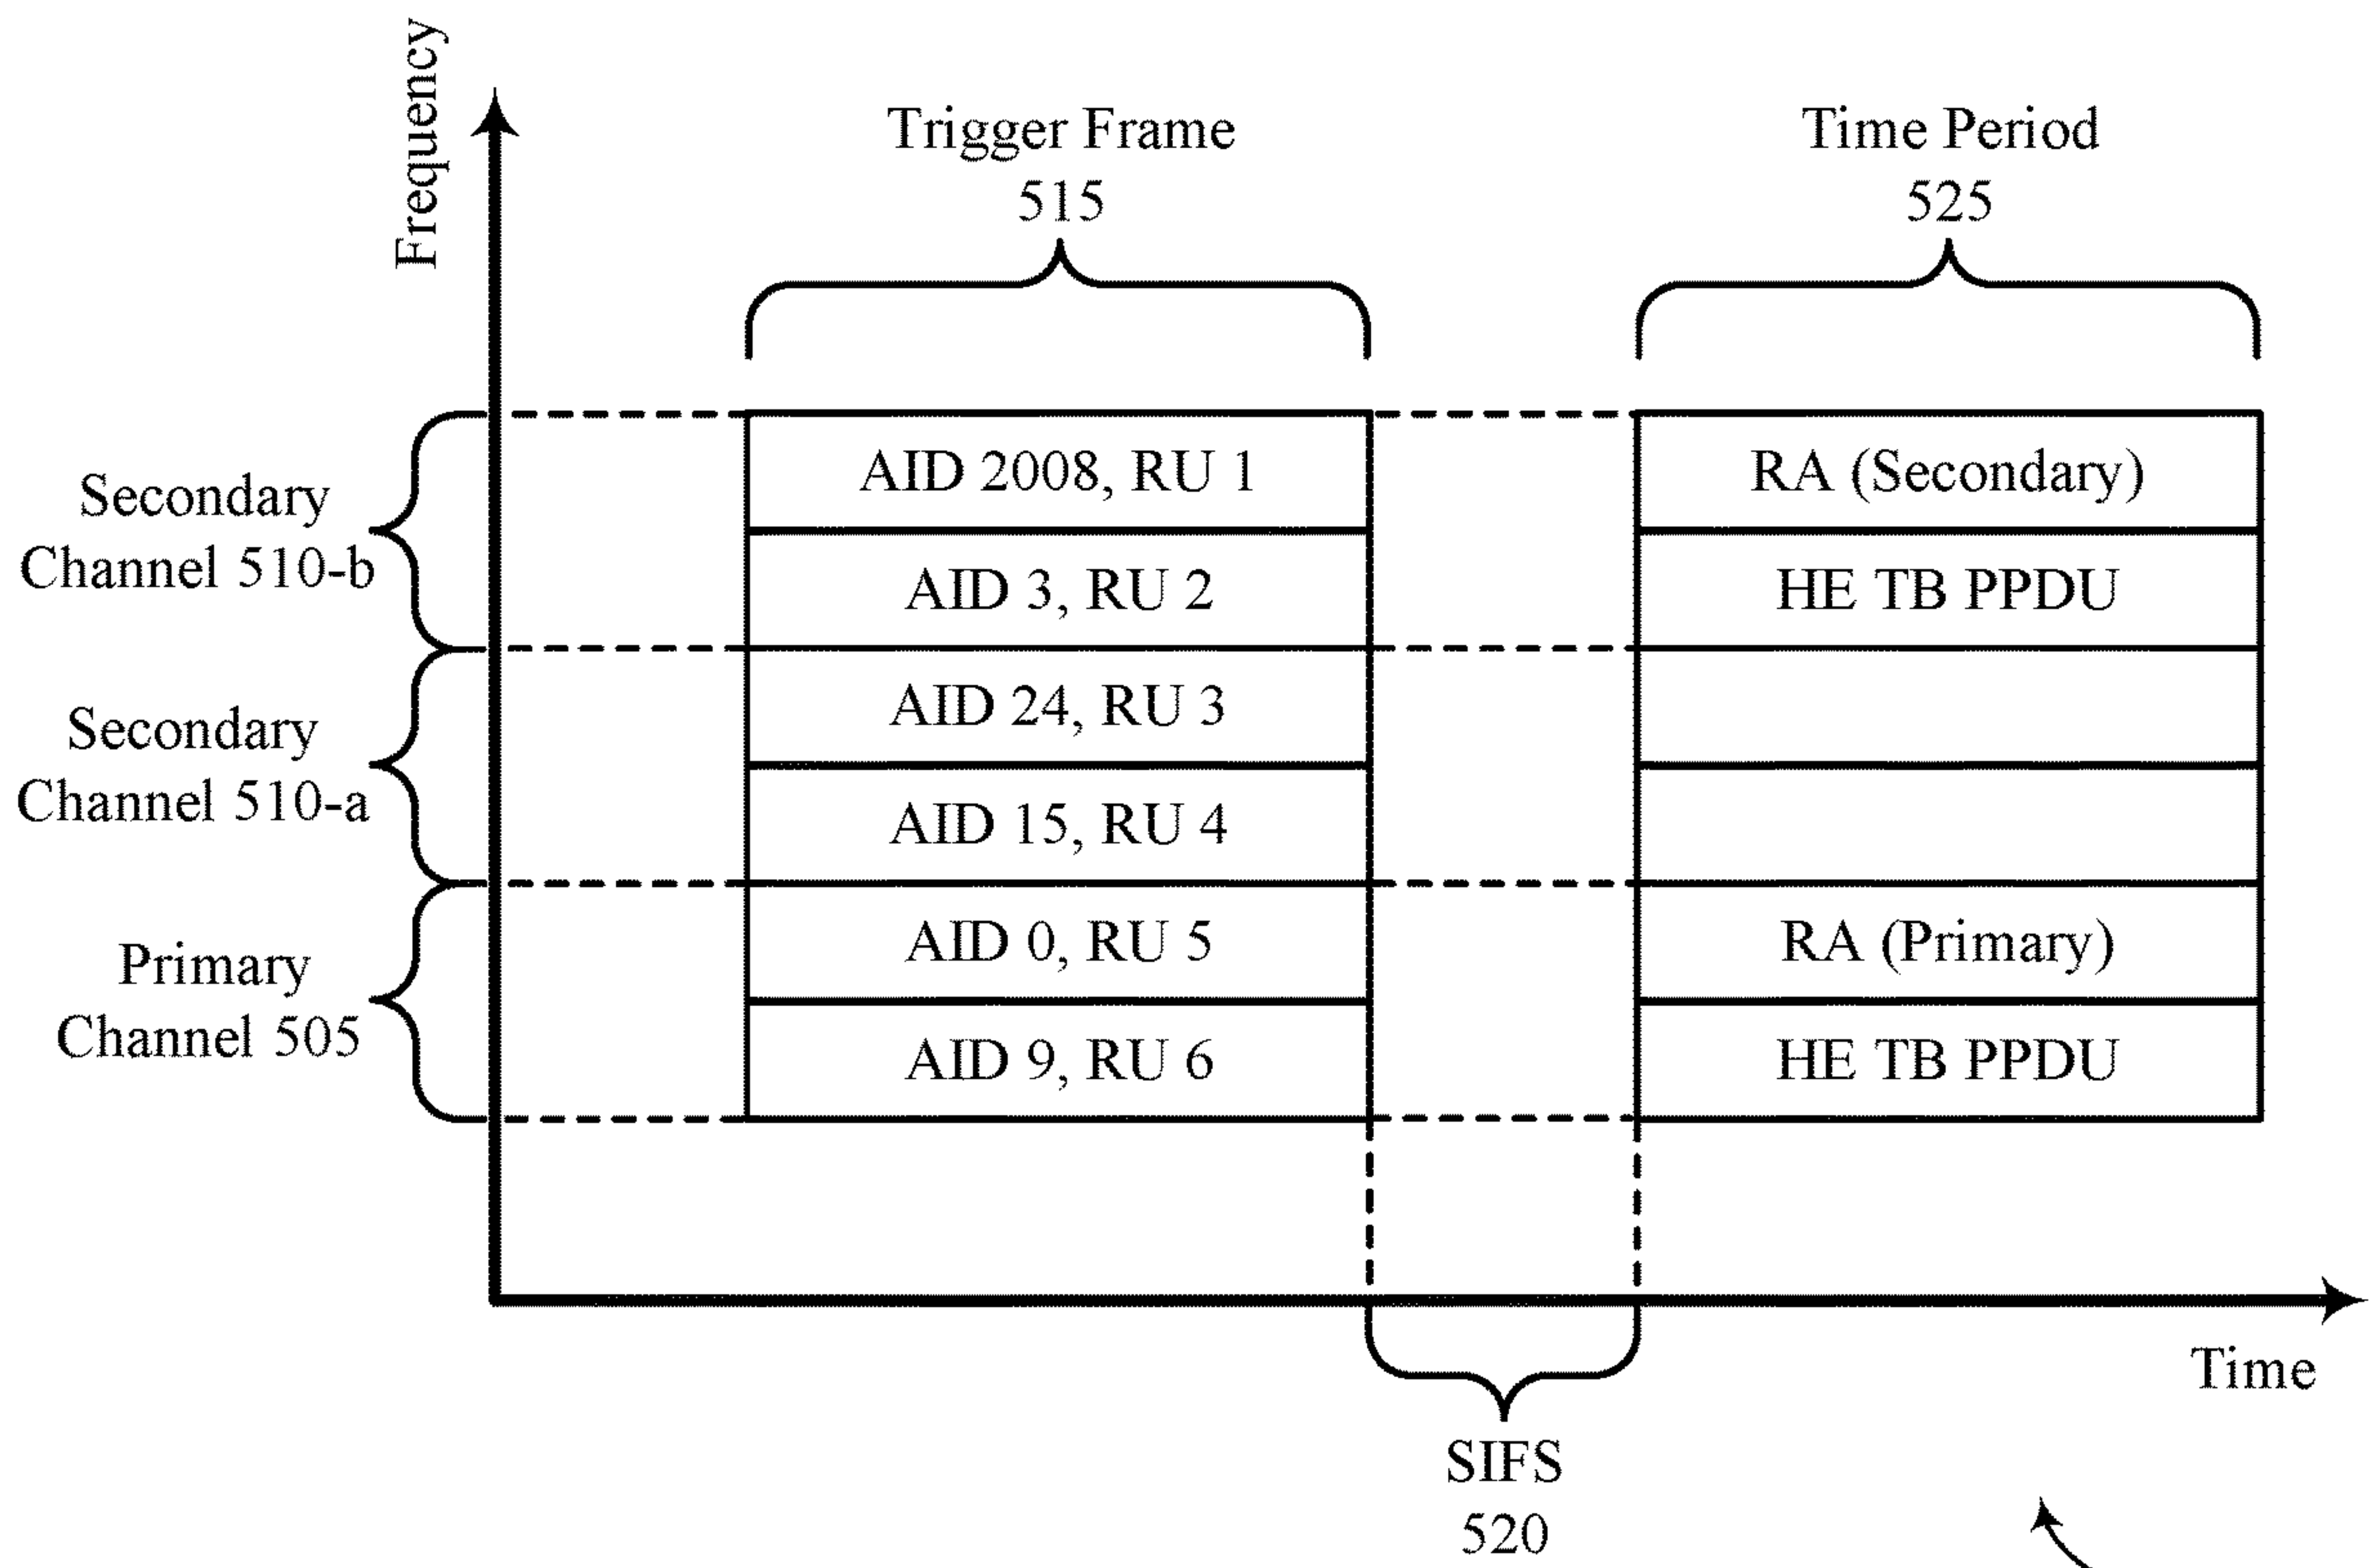 Frequency
Trigger Frame
515
Time Period
525
Secondary
Channel 510-b
Secondary
Channel 510-a
Primary
Channel 505
AID 2008, RU 1
AID 3, RU 2
AID 24, RU 3
AID 15, RU 4
AID 0, RU 5
AID 9, RU 6
RA (Secondary)
HE TB PPDU
RA (Primary)
HE TB PPDU
Time
SIFS
520